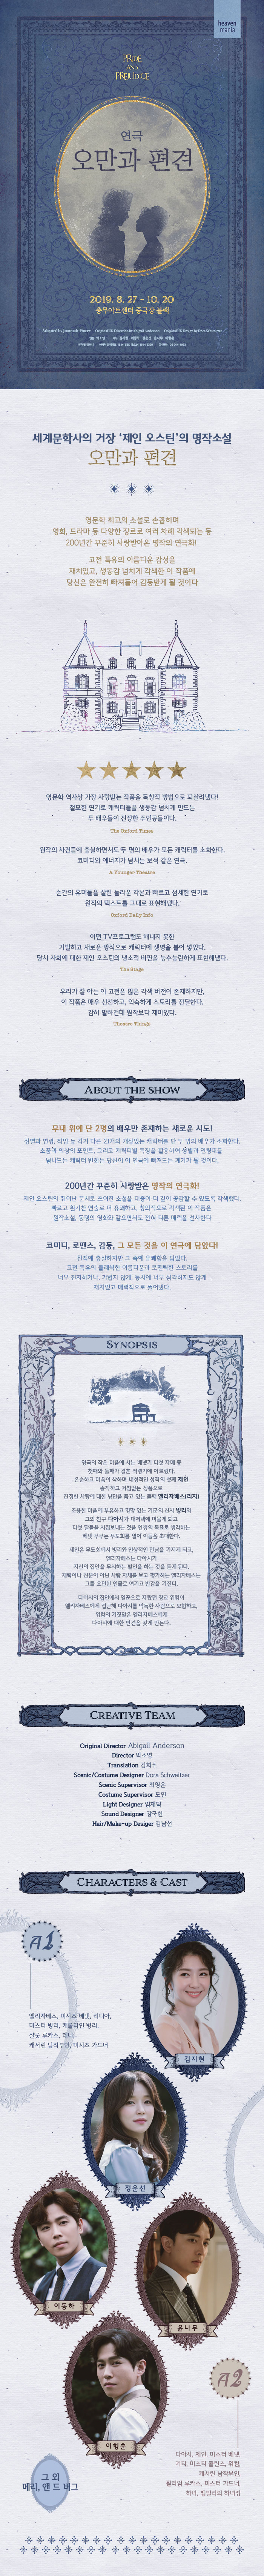 heaven
mania
PRIDE
AND
PREJUDICE
연극
오만과 편견
2019. 8. 27 - 10. 20
충무아트센터 중극장 블랙
세계문학사의 거장 ‘제인 오스틴’의 명작소설
오만과 편견
영문학 최고의 소설로 손꼽히며
영화, 드라마 등 다양한 장르로 여러 차례 각색되는 등
200년간 꾸준히 사랑받아온 명작의 연극화!
고전 특유의 아름다운 감성을
재치있고, 생동감 넘치게 각색한 이 작품에
당신은 완전히 빠져들어 감동받게 될 것이다
영문학 역사상 가장 사랑받는 작품을 독창적 방법으로 되살려냈다!
절묘한 연기로 캐릭터들을 생동감 넘치게 만드는
두 배우들이 진정한 주인공들이다.
The Oxford Times
원작의 사건들에 충실하면서도 두 명의 배우가 모든 캐릭터를 소화한다.
코미디와 에너지가 넘치는 보석 같은 연극.
A Younger Theatre
순간의 유머들을 살린 놀라운 각본과 빠르고 섬세한 연기로
원작의 텍스트를 그대로 표현해냈다.
Oxford Daily Info
어떤 TV프로그램도 해내지 못한
기발하고 새로운 방식으로 캐릭터에 생명을 불어 넣었다.
당시 사회에 대한 제인 오스틴의 냉소적 비판을 능수능란하게 표현해냈다.
The Stage
우리가 잘 아는 이 고전은 많은 각색 버전이 존재하지만,
이 작품은 매우 신선하고, 익숙하게 스토리를 전달한다.
감히 말하건데 원작보다 재미있다.
Theatre Things
ABOUT THE SHOW
무대 위에 단 2명의 배우만 존재하는 새로운 시도!
성별과 연령, 직업 등 각기 다른 21개의 개성있는 캐릭터를 단 두 명의 배우가 소화한다.
소품과 의상의 포인트, 그리고 캐릭터별 특징을 활용하여 성별과 연령대를
넘나드는 캐릭터 변화는 당신이 이 연극에 빠져드는 계기가 될 것이다.
200년간 꾸준히 사랑받은 명작의 연극화!
제인 오스틴의 뛰어난 문체로 쓰여진 소설을 대중이 더 깊이 공감할 수 있도록 각색했다.
빠르고 활기찬 연출로 더 유쾌하고, 창의적으로 각색된 이 작품은
원작소설, 동명의 영화와 같으면서도 전혀 다른 매력을 선사한다
코미디, 로맨스, 감동, 그 모든 것을 이 연극에 담았다!
원작에 충실하지만 그 속에 유쾌함을 담았다.
고전 특유의 클래식한 아름다움과 로맨틱한 스토리를
너무 진지하거나, 가볍지 않게, 동시에 너무 심각하지도 않게
재치있고 매력적으로 풀어냈다.
SYNOPSIS
영국의 작은 마을에 사는 베넷가 다섯 자매 중
첫째와 둘째가 결혼 적령기에 이르렀다.
온순하고 마음이 착하며 내성적인 성격의 첫째 제인
솔직하고 거침없는 성품으로
진정한 사랑에 대한 낭만을 품고 있는 둘째 엘리자베스(리지)
조용한 마을에 부유하고 명망 있는 가문의 신사 빙리와
그의 친구 다아시가 대저택에 머물게 되고
다섯 딸들을 시집보내는 것을 인생의 목표로 생각하는
베넷 부부는 무도회를 열어 이들을 초대한다.
제인은 무도회에서 빙리와 인상적인 만남을 가지게 되고,
엘리자베스는 다아시가
자신의 집안을 무시하는 발언을 하는 것을 듣게 된다.
재력이나 신분이 아닌 사람 자체를 보고 평가하는 엘리자베스는
그를 오만한 인물로 여기고 반감을 가진다.
다아시의 집안에서 일꾼으로 자랐던 장교 위컴이
엘리자베스에게 접근해 다아시를 악독한 사람으로 모함하고,
위컴의 거짓말은 엘리자베스에게
다아시에 대한 편견을 갖게 만든다.
CREATIVE TEAM
Original Director Abigail Anderson
Director 박소영
Translation 김희수
Scenic/Costume Designer Dora Schweitzer
Scenic Supervisor 최영은
Costume Supervisor 도연
Light Designer 임재덕
Sound Designer 강국현
Hair/Make-up Desiger 김남선
CHARACTERS & CAST
A1
엘리자베스, 미시즈 베넷, 리디아,
미스터 빙리, 캐롤라인 빙리,
샬롯 루카스, 데니,
캐서린 남작부인, 미시즈 가드너
김지현
정운선
이동하
윤나무
이형훈
A2
다아시, 제인, 미스터 베넷,
키티, 미스터 콜린스, 위컴,
캐서린 남작부인,
윌리엄 루카스, 미스터 가드너,
하녀, 펨벌리의 하녀장
그 외
메리, 앤 드 버그